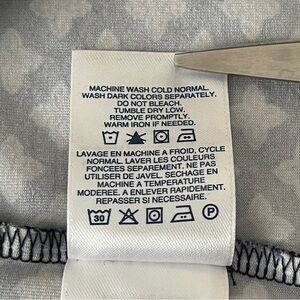 MACHINE WASH COLD NORMAL.
WASH DARK COLORS SEPARATELY.
DO NOT BLEACH.
TUMBLE DRY LOW.
REMOVE PROMPTLY.
WARM IRON IF NEEDED.
LAVAGE EN MACHINE A FROID, CYCLE
NORMAL. LAVER LES COULEURS
FONCEES SEPAREMENT. NE PAS
UTILISER DE JAVEL. SECHAGE EN
MACHINE A TEMPERATURE
MODEREE. A ENLEVER RAPIDEMENT.
REPASSER SI NECESSAIRE.
P